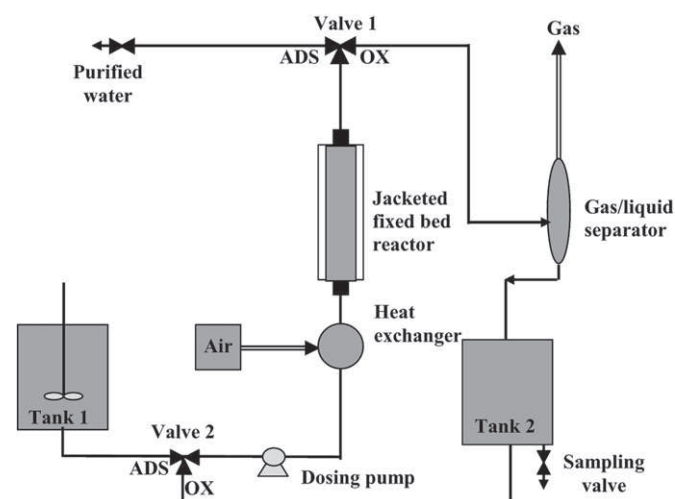 Valve 1
Gas
ADS
OX
Purified
water
Jacketed
fixed bed
reactor
Gas/liquid
separator
Heat
exchanger
Air
Tank 1
Tank 2
Valve 2
ADS
OX
Dosing pump
Sampling
valve